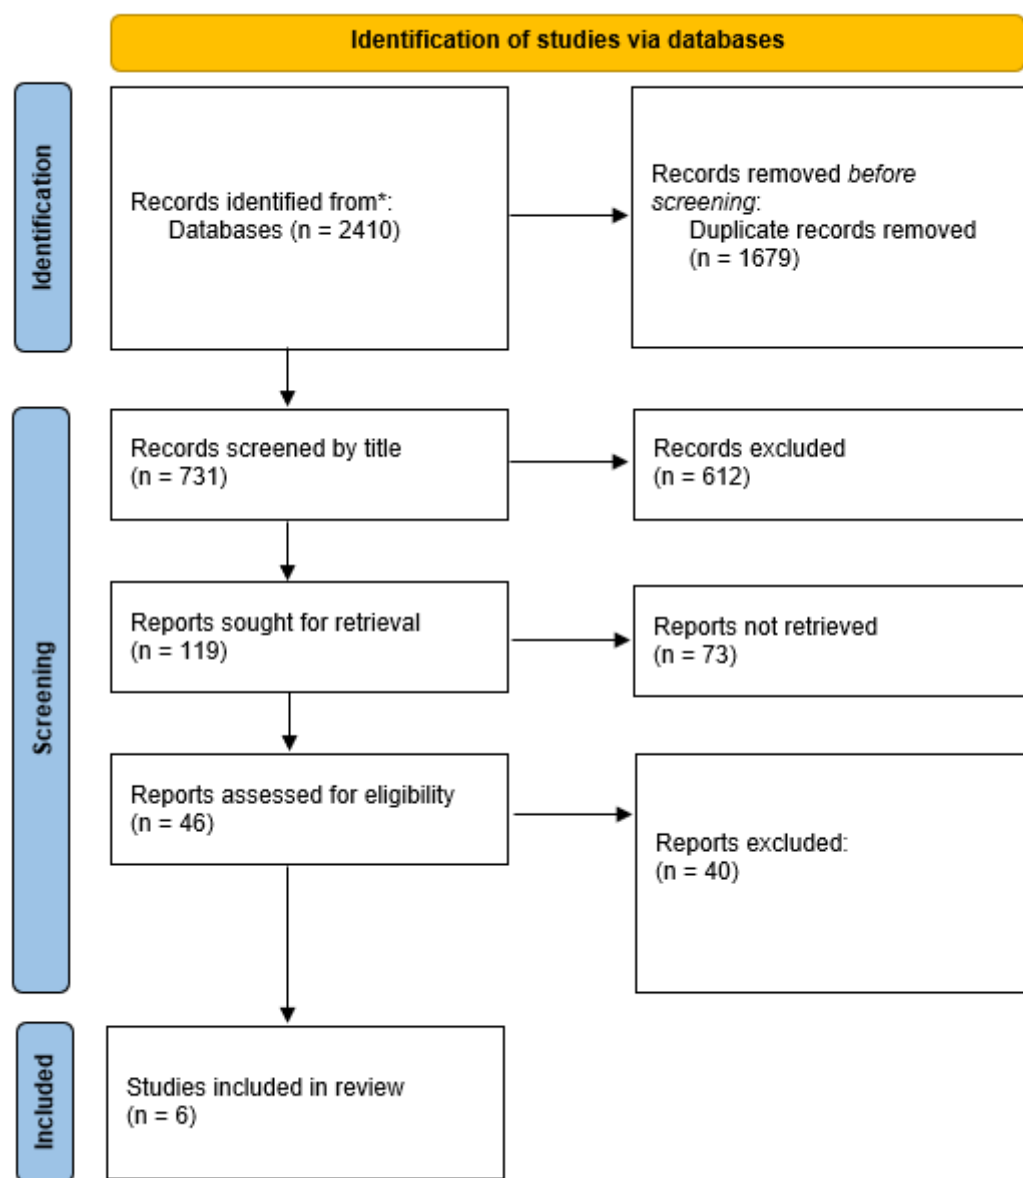 Identification of studies via databases
Identification
Records identified from*:
Databases (n = 2410)
Records removed before
screening:
Duplicate records removed
(n = 1679)
Screening
Records screened by title
(n = 731)
Records excluded
(n = 612)
Reports sought for retrieval
(n = 119)
Reports not retrieved
(n = 73)
Reports assessed for eligibility
(n = 46)
Reports excluded:
(n = 40)
Included
Studies included in review
(n = 6)